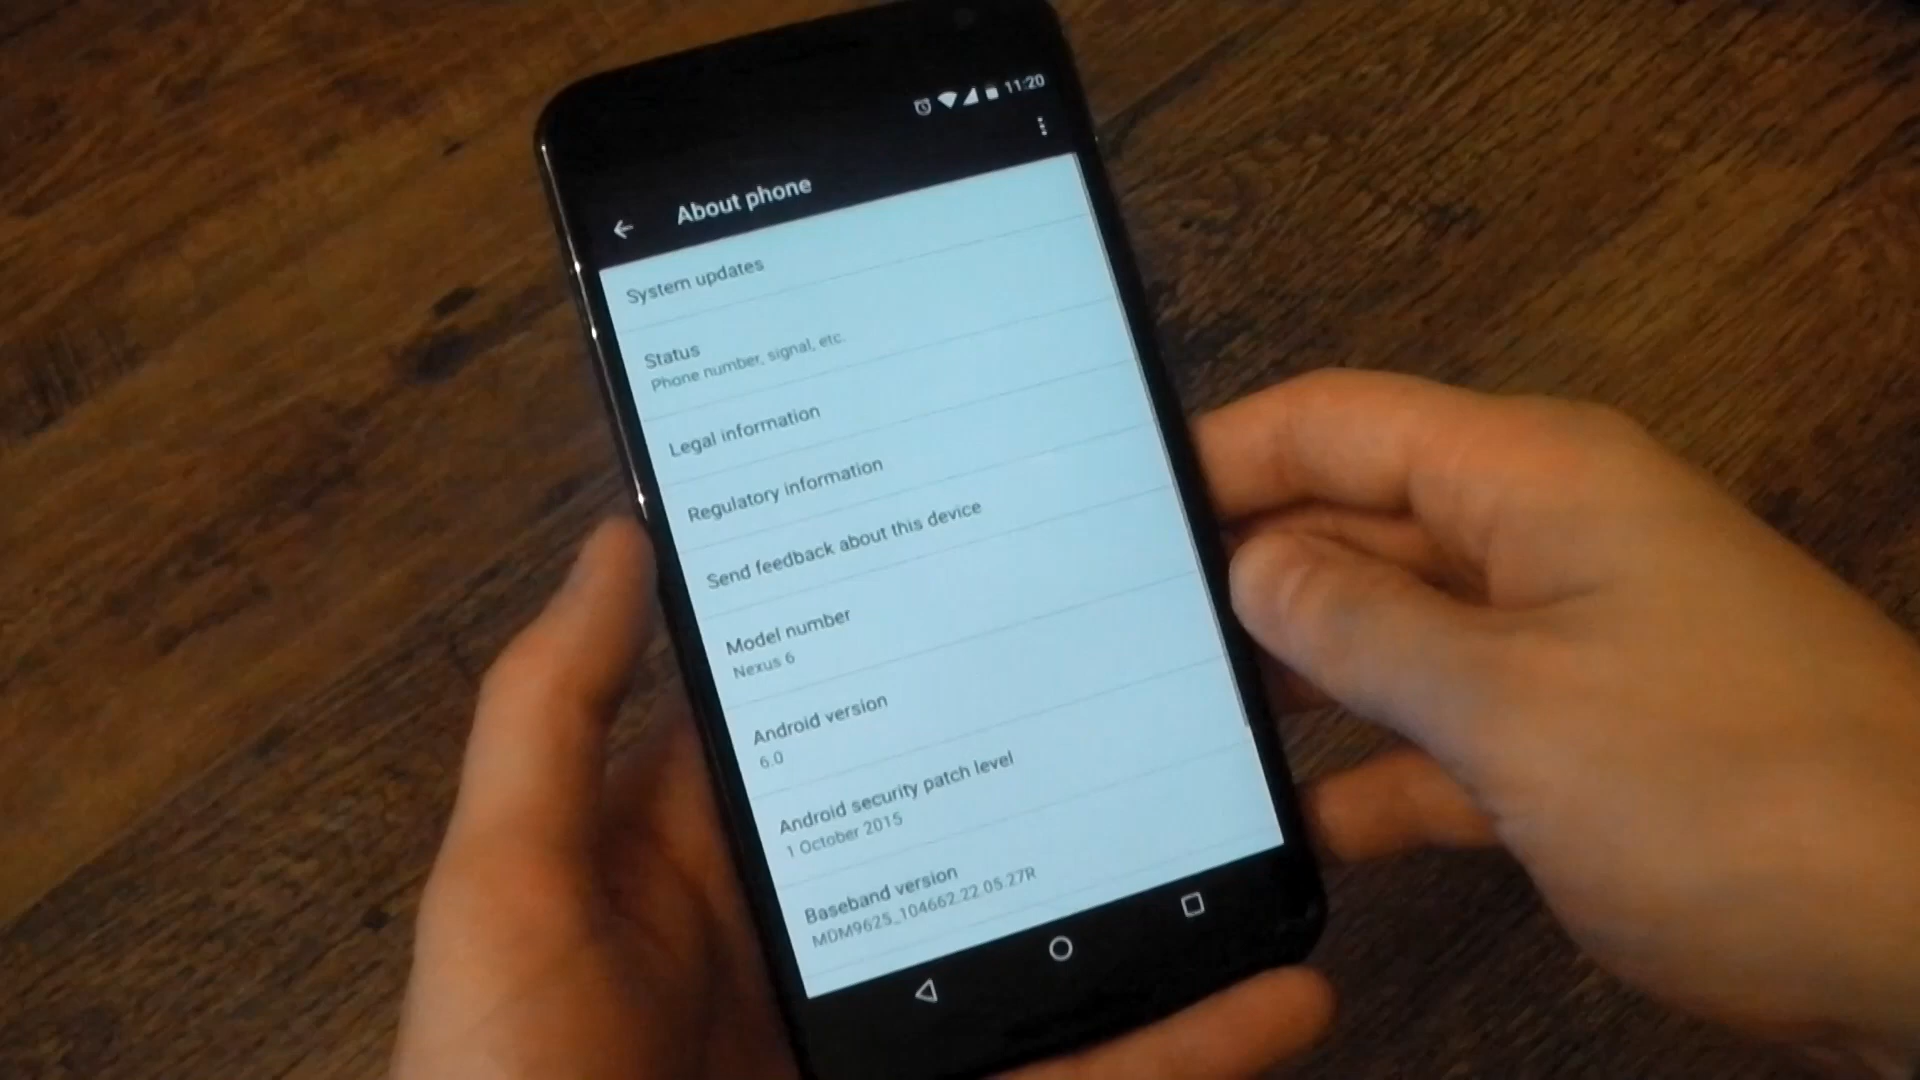 11:20
About phone
System updates
Status
Phone number, signal, etc.
Legal information
Regulatory information
Send feedback about this device
Model number
Nexus 6
Android version
6.0
Android security patch level
1 October 2015
Baseband version
MDM9625_104662.22.05.27R